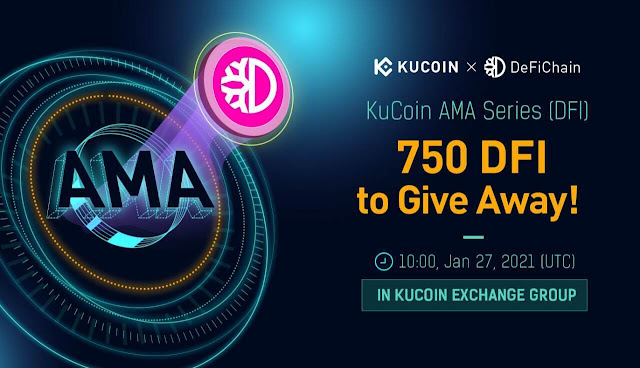 KUCOIN × DeFiChain
KuCoin AMA Series (DFI)
750 DFI
to Give Away!
10:00, Jan 27, 2021 (UTC)
IN KUCOIN EXCHANGE GROUP
AMA